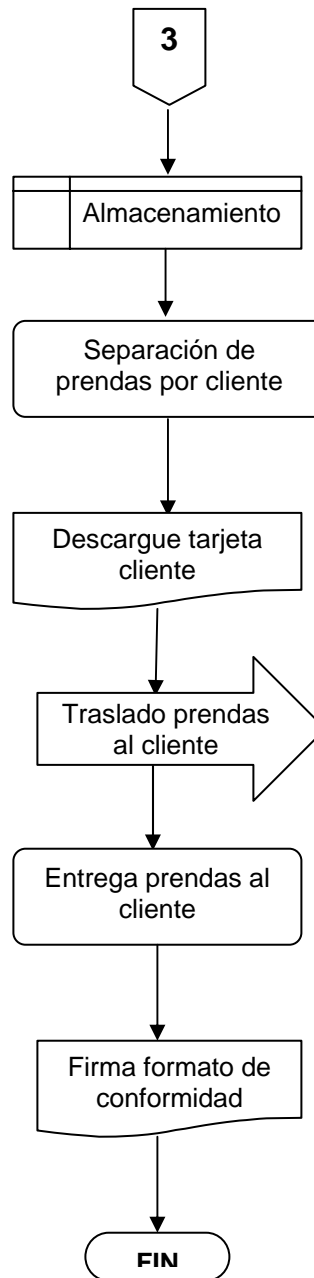 3
Almacenamiento
Separación de
prendas por cliente
Descargue tarjeta
cliente
Traslado prendas
al cliente
Entrega prendas al
cliente
Firma formato de
conformidad
FIN